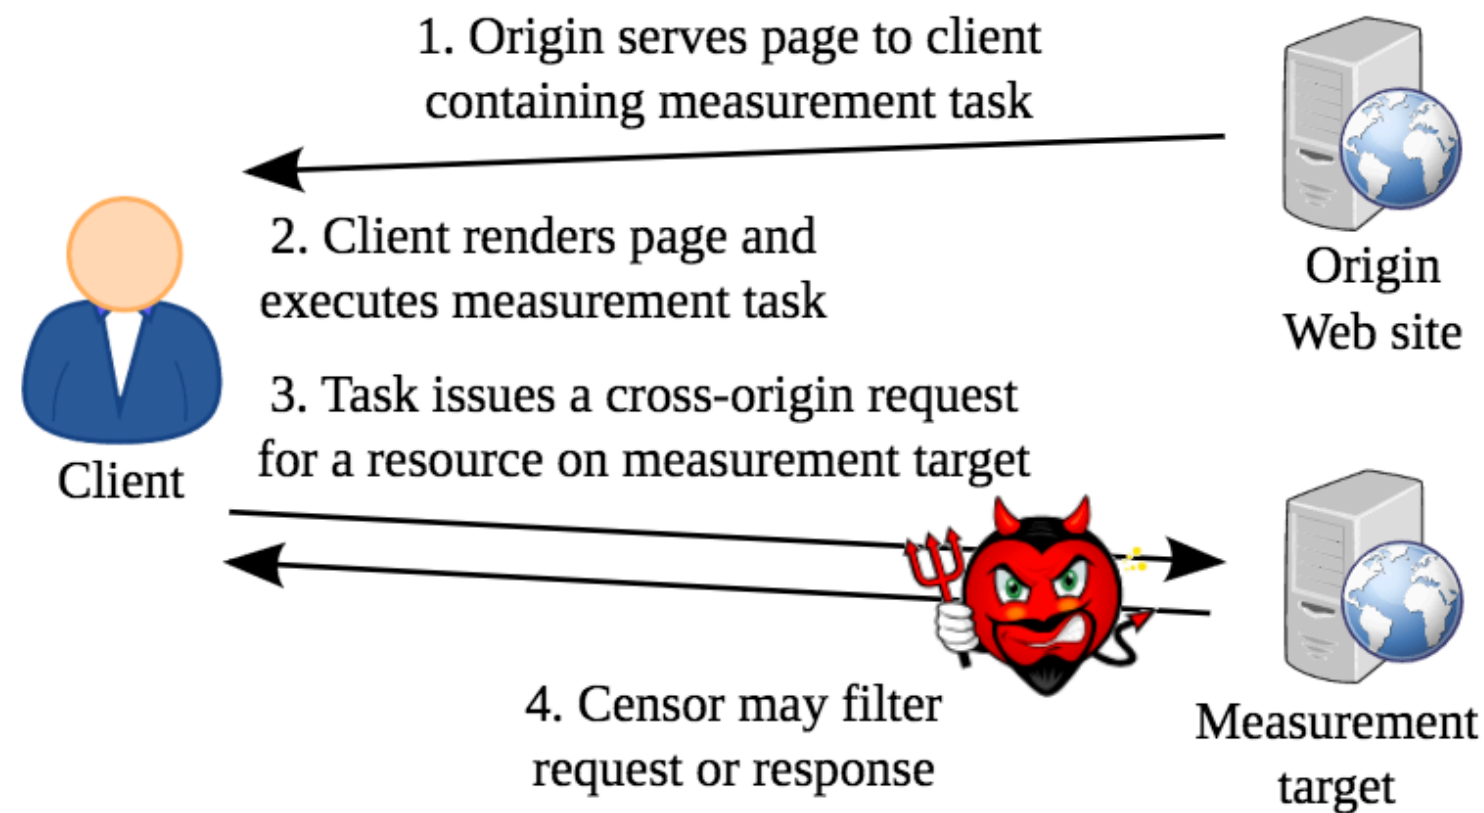 1. Origin serves page to client
containing measurement task
2. Client renders page and
executes measurement task
Origin
Web site
3. Task issues a cross-origin request
for a resource on measurement target
Client
4. Censor may filter
request or response
Measurement
target